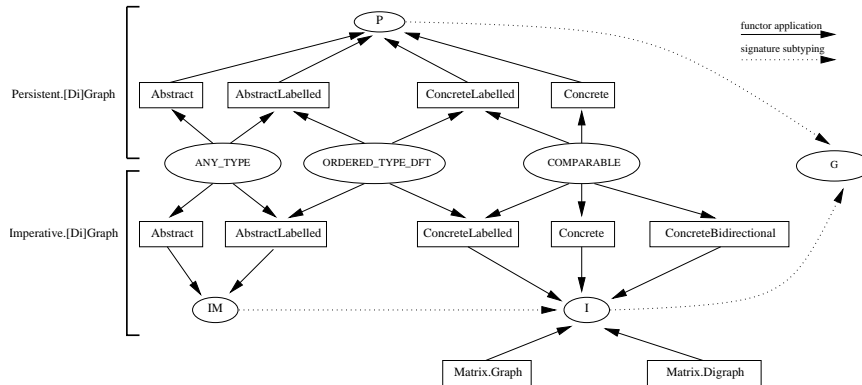 P
functor application
signature subtyping
Persistent.[Di]Graph
Abstract
AbstractLabelled
ConcreteLabelled
Concrete
ANY_TYPE
ORDERED_TYPE_DFT
COMPARABLE
G
Imperative.[Di]Graph
Abstract
AbstractLabelled
ConcreteLabelled
Concrete
ConcreteBidirectional
IM
I
Matrix.Graph
Matrix.Digraph